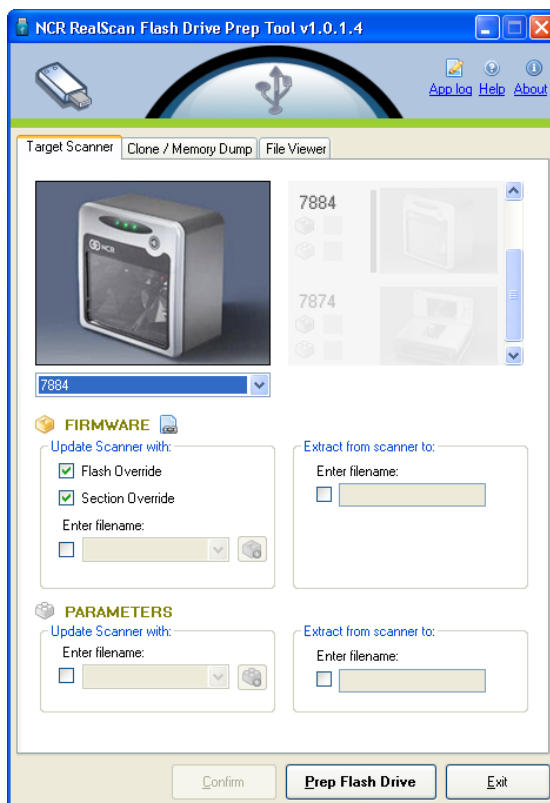 NCR RealScan Flash Drive Prep Tool v1.0.1.4
App log Help About
Target Scanner Clone / Memory Dump File Viewer
NCR
7884
7874
7884
FIRMWARE
Update Scanner with: Extract from scanner to:
Flash Override Enter filename:
Section Override
Enter filename:
PARAMETERS
Update Scanner with: Extract from scanner to:
Enter filename: Enter filename:
Confirm Prep Flash Drive Exit